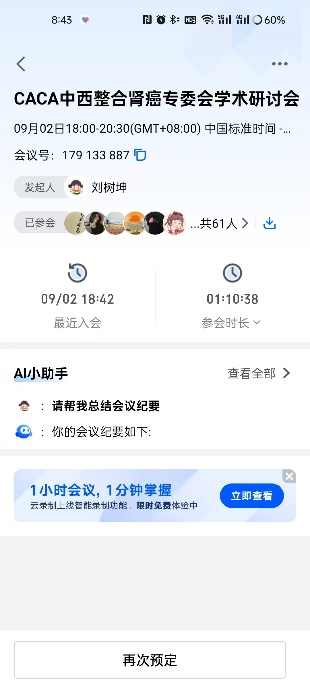 8:43 60%
CACA中西整合肾癌专委会学术研讨会
09月02日18:00-20:30(GMT+08:00) 中国标准时间 -...
会议号：179 133 887
发起人 刘树坤
已参会 ...共61人
09/02 18:42 01:10:38
最近入会 参会时长
AI小助手 查看全部
：请帮我总结会议纪要
：你的会议纪要如下:
1小时会议，1分钟掌握
云录制上线智能录制功能，限时免费体验中
立即查看
再次预定